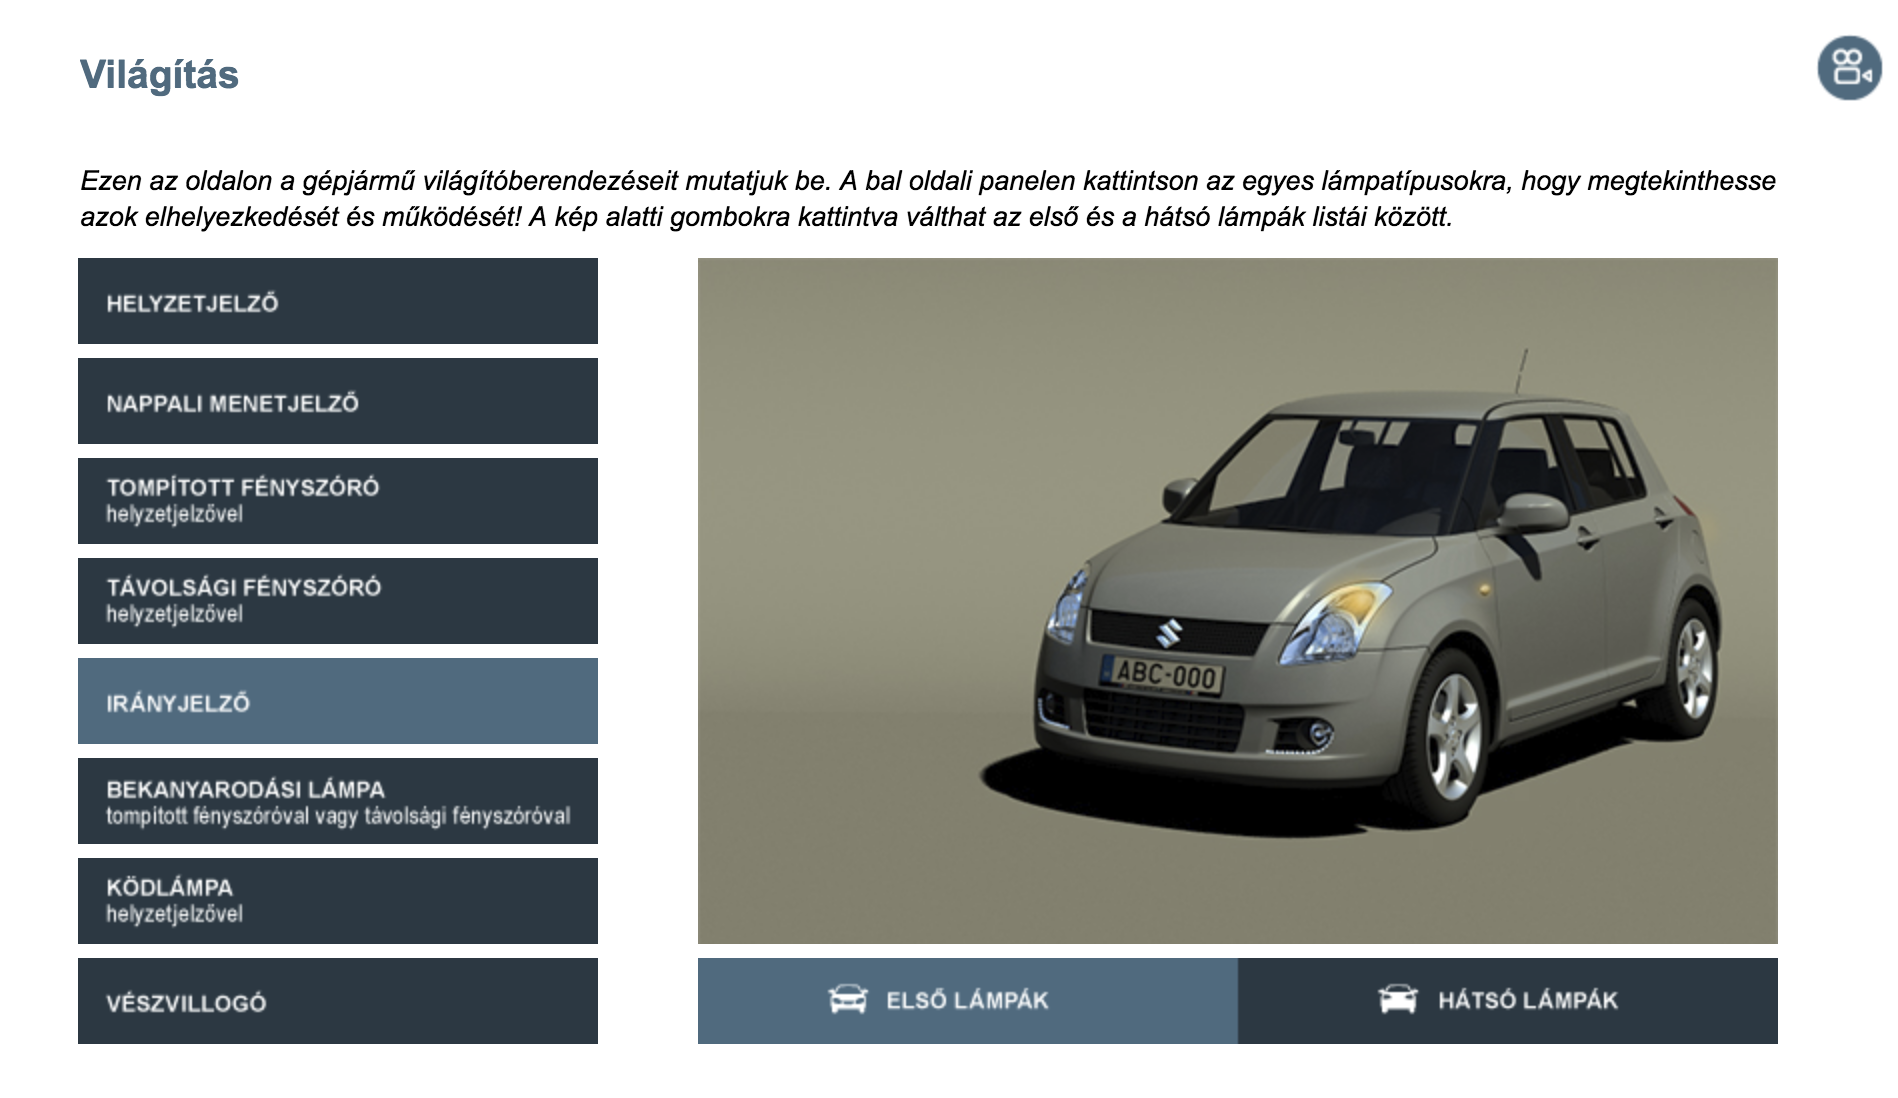 Világítás
Ezen az oldalon a gépjármű világítóberendezéseit mutatjuk be. A bal oldali panelen kattintson az egyes lámpatípusokra, hogy megtekinthesse
azok elhelyezkedését és működését! A kép alatti gombokra kattintva válthat az első és a hátsó lámpák listái között.
HELYZETJELZŐ
NAPPALI MENETJELZŐ
TOMPÍTOTT FÉNYSZÓRÓ
helyzetjelzővel
TÁVOLSÁGI FÉNYSZÓRÓ
helyzetjelzővel
IRÁNYJELZŐ
BEKANYARODÁSI LÁMPA
tompított fényszóróval vagy távolsági fényszóróval
KÖDLÁMPA
helyzetjelzővel
VÉSZVILLOGÓ
ABC-000
ELSŐ LÁMPÁK
HÁTSÓ LÁMPÁK